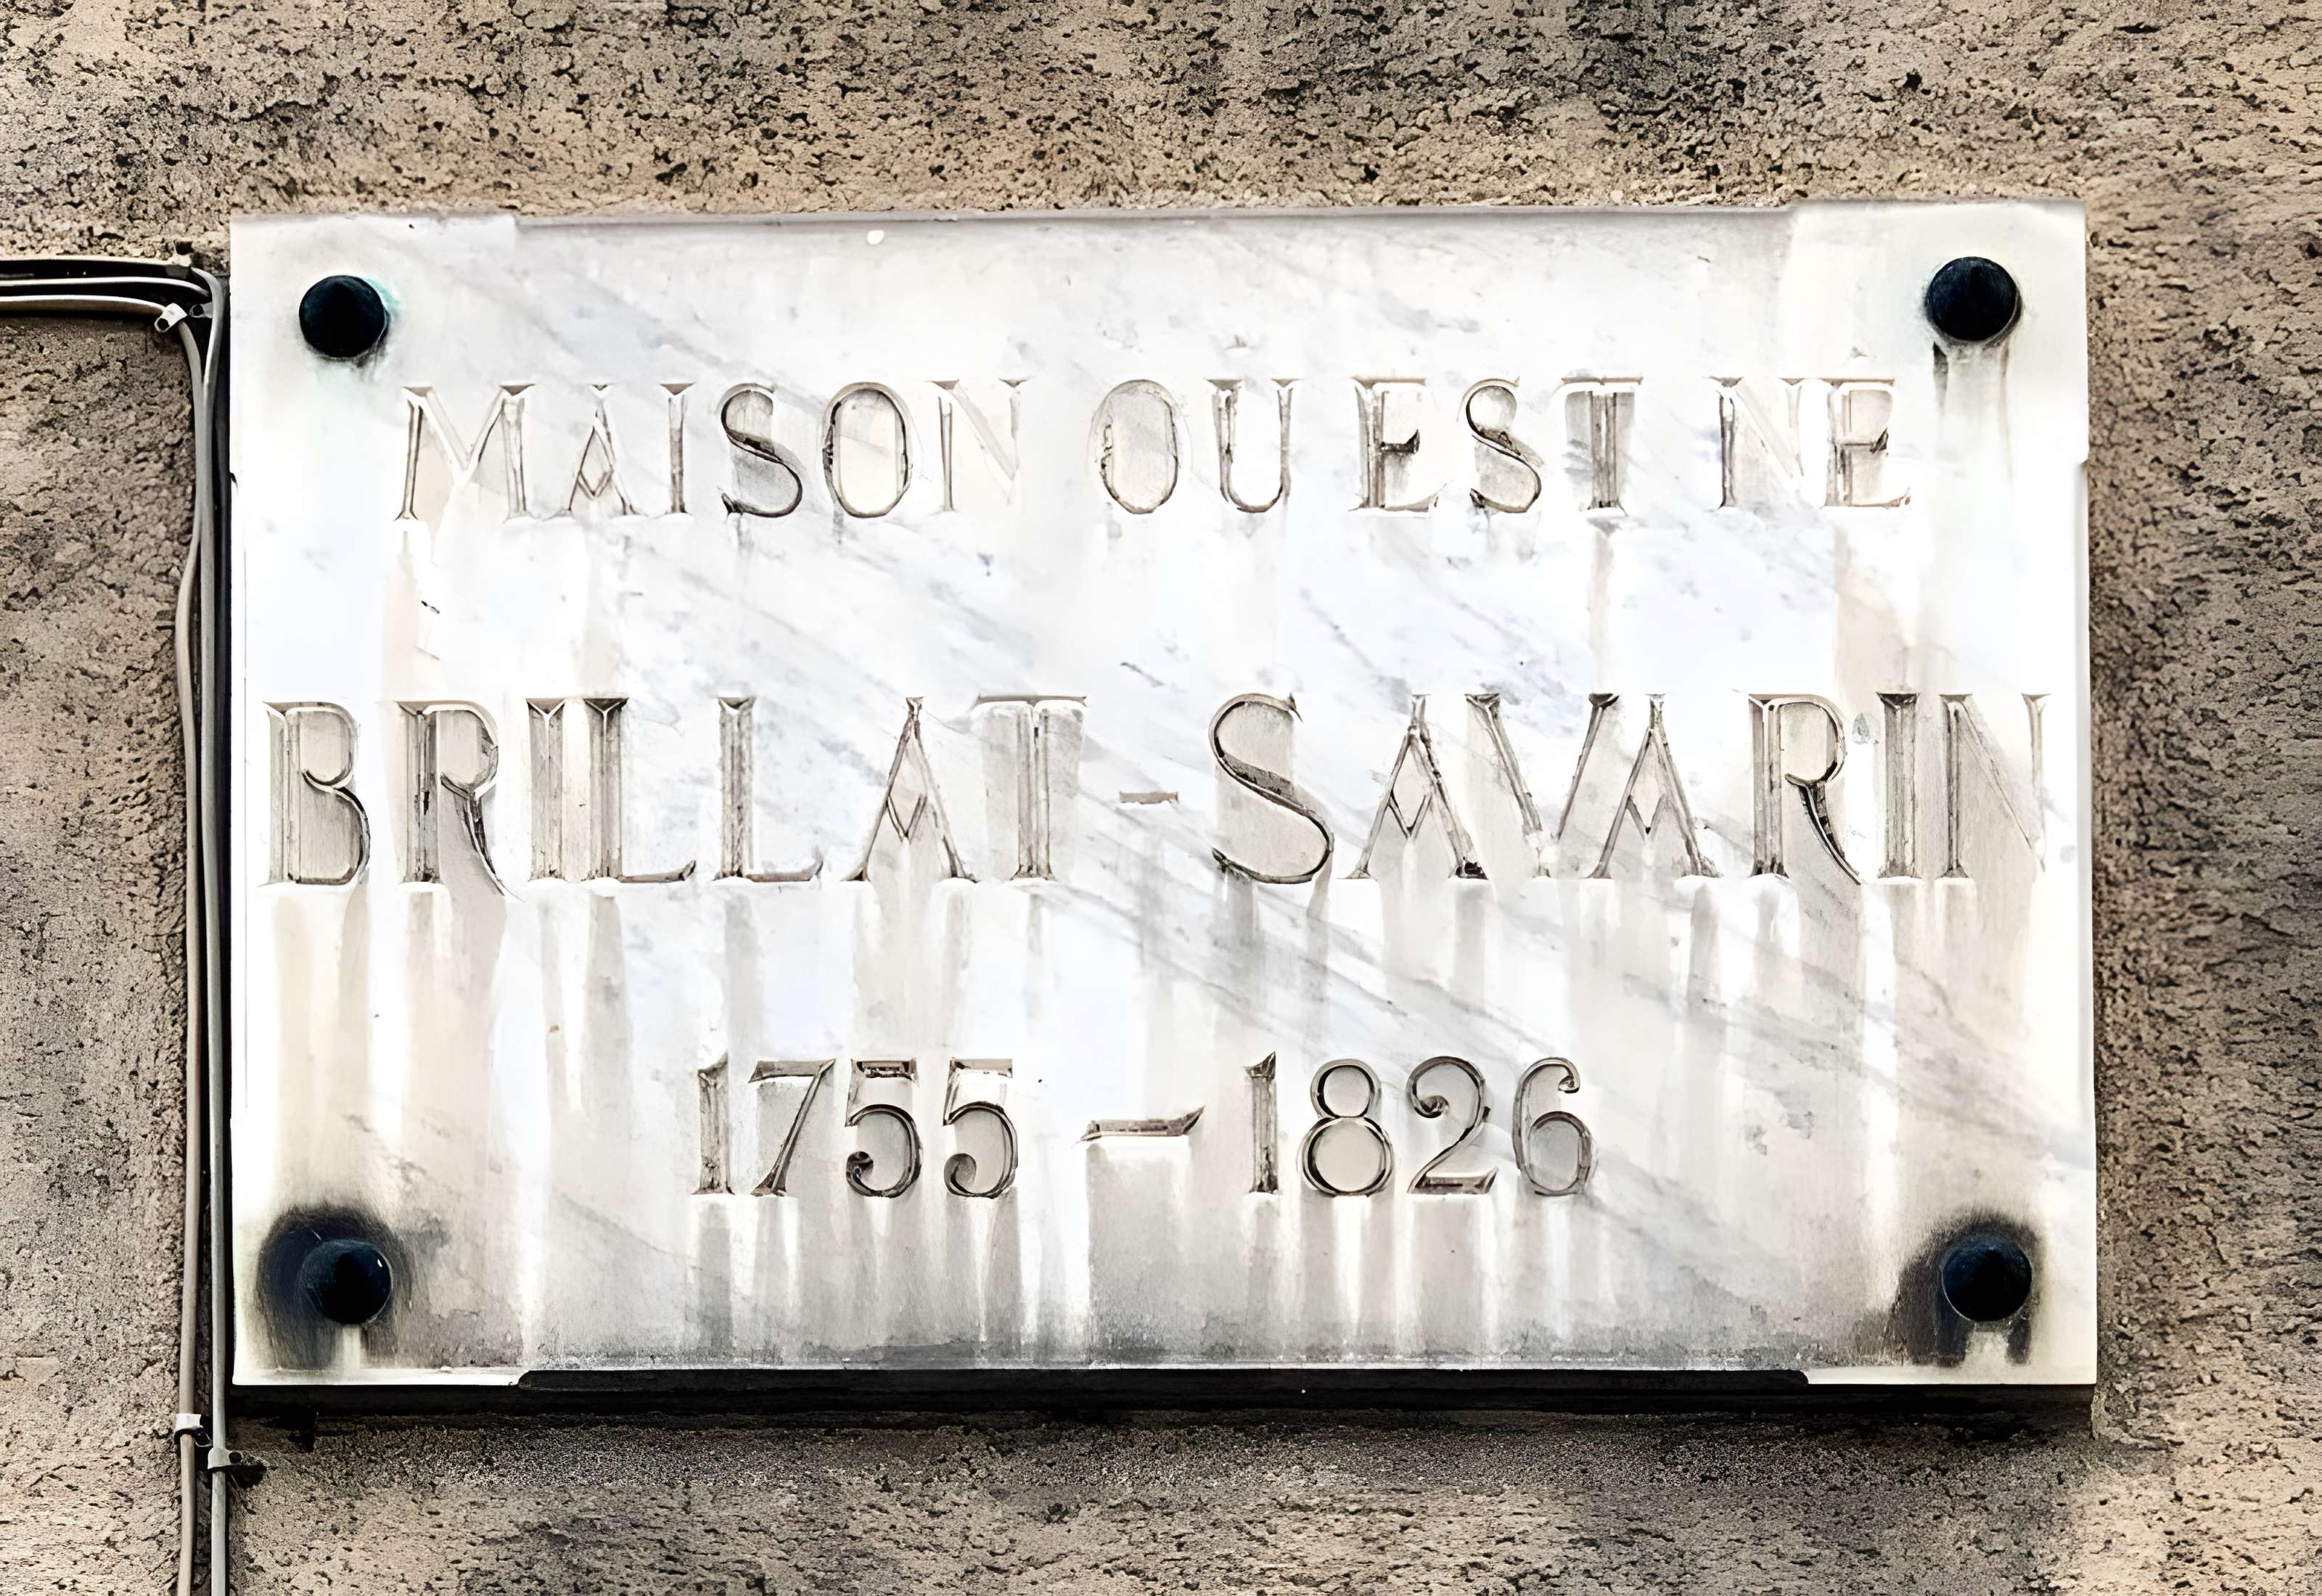 MAISON OU EST NE
BRILLAT-SAVARIN
1755-1826